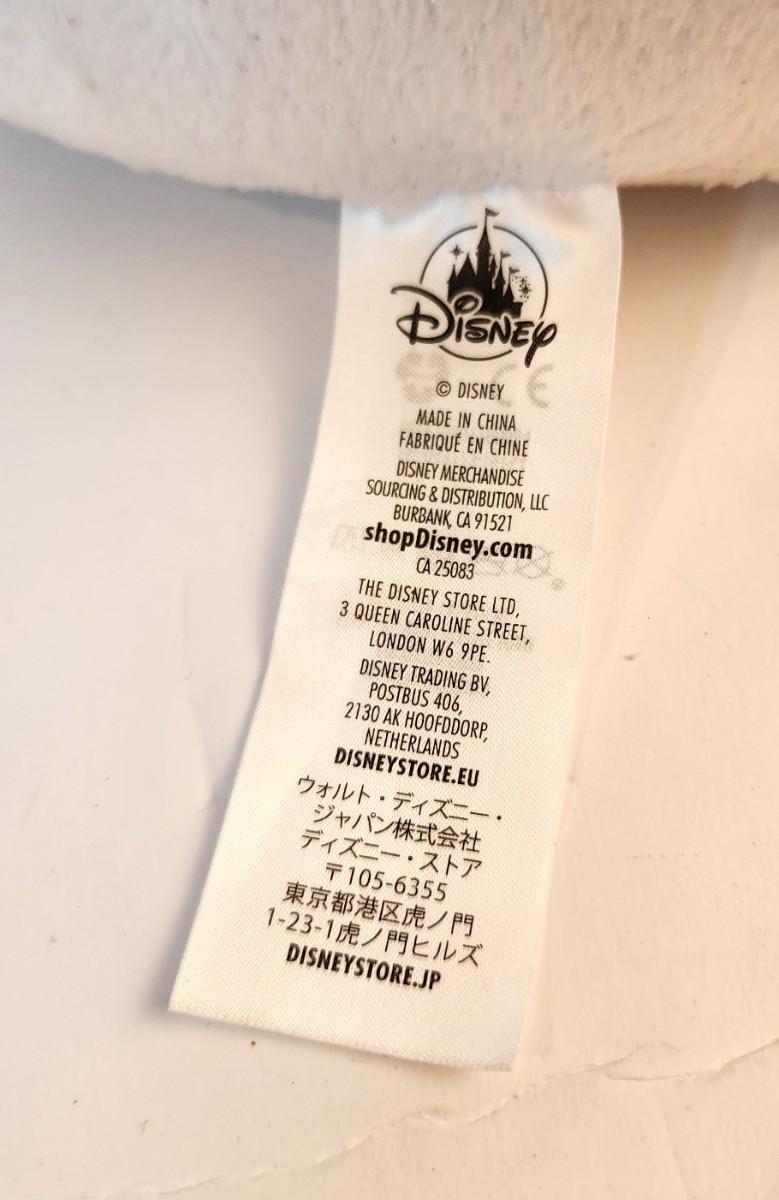 Disney
© DISNEY
MADE IN CHINA
FABRIQUÉ EN CHINE
DISNEY MERCHANDISE
SOURCING & DISTRIBUTION, LLC
BURBANK, CA 91521
shopDisney.com
CA 25083
THE DISNEY STORE LTD,
3 QUEEN CAROLINE STREET,
LONDON W6 9PE.
DISNEY TRADING BV,
POSTBUS 406,
2130 AK HOOFDDORP,
NETHERLANDS
DISNEYSTORE.EU
ウォルト・ディズニー・
ジャパン株式会社
ディズニー・ストア
〒105-6355
東京都港区虎ノ門
1-23-1虎ノ門ヒルズ
DISNEYSTORE.JP